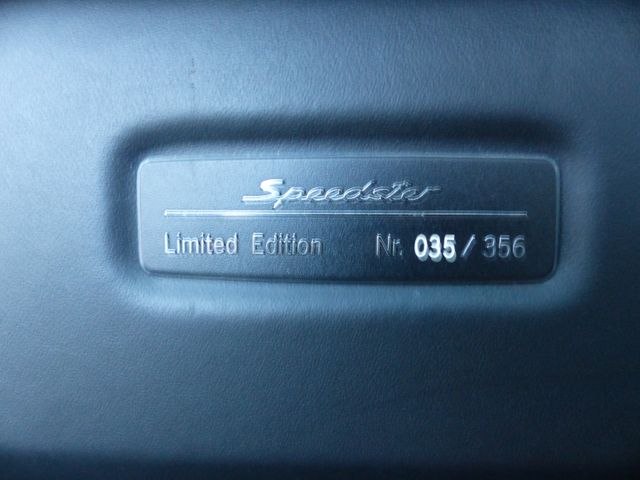 Speedster
Limited Edition Nr. 035 / 356